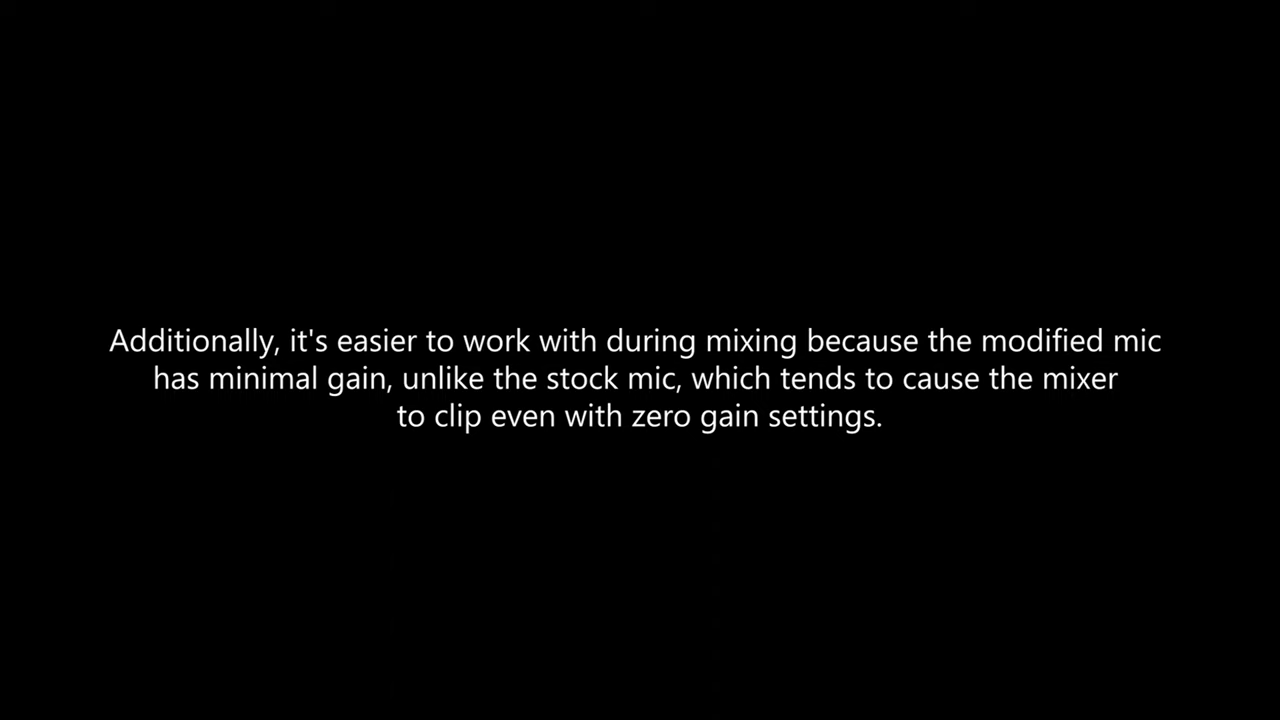 Additionally, it's easier to work with during mixing because the modified mic
has minimal gain, unlike the stock mic, which tends to cause the mixer
to clip even with zero gain settings.